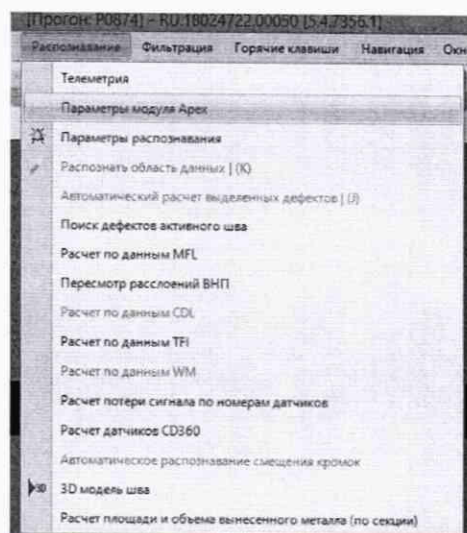 [Прогон: P0874] - RU.18024722.00050 [5.4.7356.1]
Распознавание Фильтрация Горячие клавиши Навигация Окн
Телеметрия
Параметры модуля Apex
Параметры распознавания
Распознать область данных | (K)
Автоматический расчет выделенных дефектов | (J)
Поиск дефектов активного шва
Расчет по данным MFL
Пересмотр расслоений ВНП
Расчет по данным CDL
Расчет по данным TFI
Расчет по данным WM
Расчет потери сигнала по номерам датчиков
Расчет датчиков CD360
Автоматическое распознавание смещения кромок
3D 3D модель шва
Расчет площади и объема вынесенного металла (по секции)